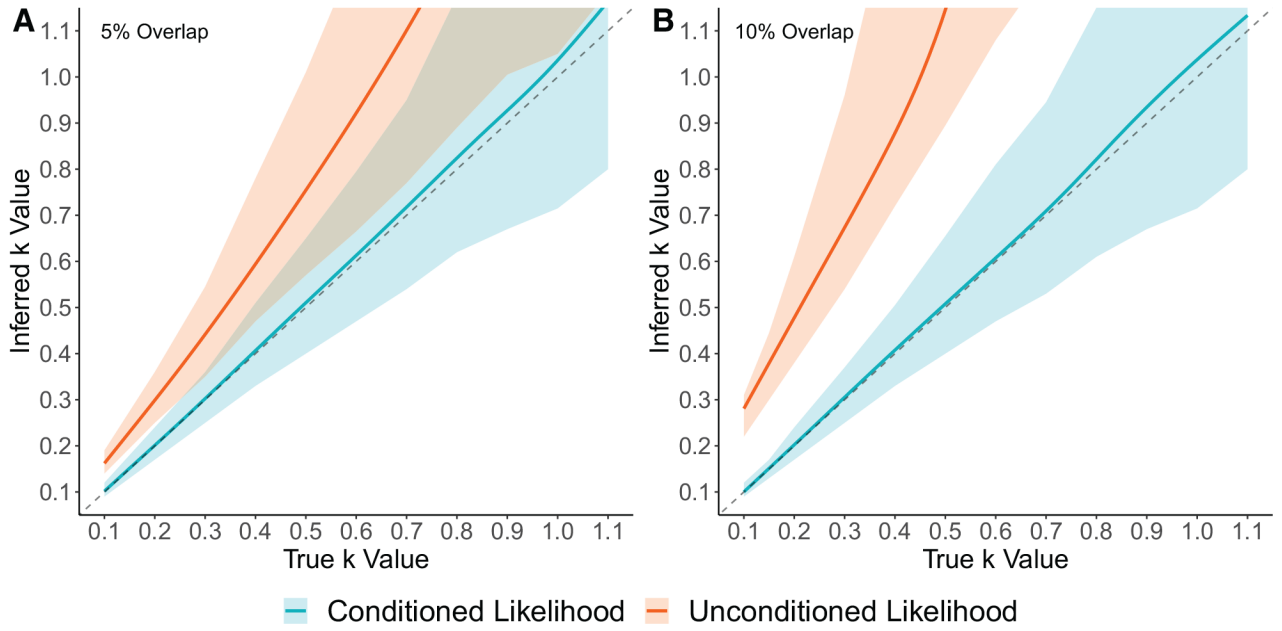 A
5% Overlap
1.1
1.0
0.9
0.8
0.7
0.6
0.5
0.4
0.3
0.2
0.1
Inferred k Value
0.1 0.2 0.3 0.4 0.5 0.6 0.7 0.8 0.9 1.0 1.1
True k Value
B
10% Overlap
1.1
1.0
0.9
0.8
0.7
0.6
0.5
0.4
0.3
0.2
0.1
Inferred k Value
0.1 0.2 0.3 0.4 0.5 0.6 0.7 0.8 0.9 1.0 1.1
True k Value
Conditioned Likelihood Unconditioned Likelihood